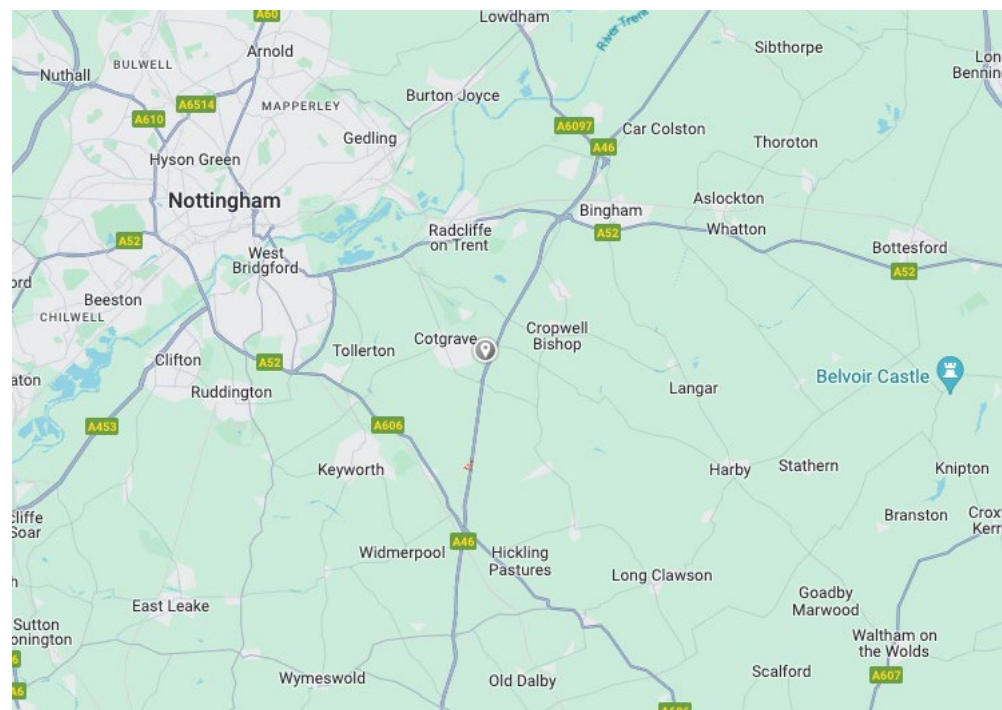 A60
Lowdham
River Trent
Arnold
Sibthorpe
BULWELL
Nuthall
Burton Joyce
A6514
MAPPERLEY
A610
A6097
Car Colston
Gedling
A46
Thoroton
Hyson Green
Nottingham
Aslockton
Bingham
Radcliffe
on Trent
Whatton
A52
A52
Bottesford
West
Bridgford
A52
Beeston
CHILWELL
Cropwell
Bishop
Cotgrave
Tollerton
Clifton
A52
Belvoir Castle
Ruddington
Langar
A453
A606
Keyworth
Harby
Stathern
Knipton
Branston
A46
Widmerpool
Hickling
Pastures
Long Clawson
Goadby
Marwood
East Leake
Sutton
onington
Waltham on
the Wolds
Wymeswold
Old Dalby
Scalford
A607
A6